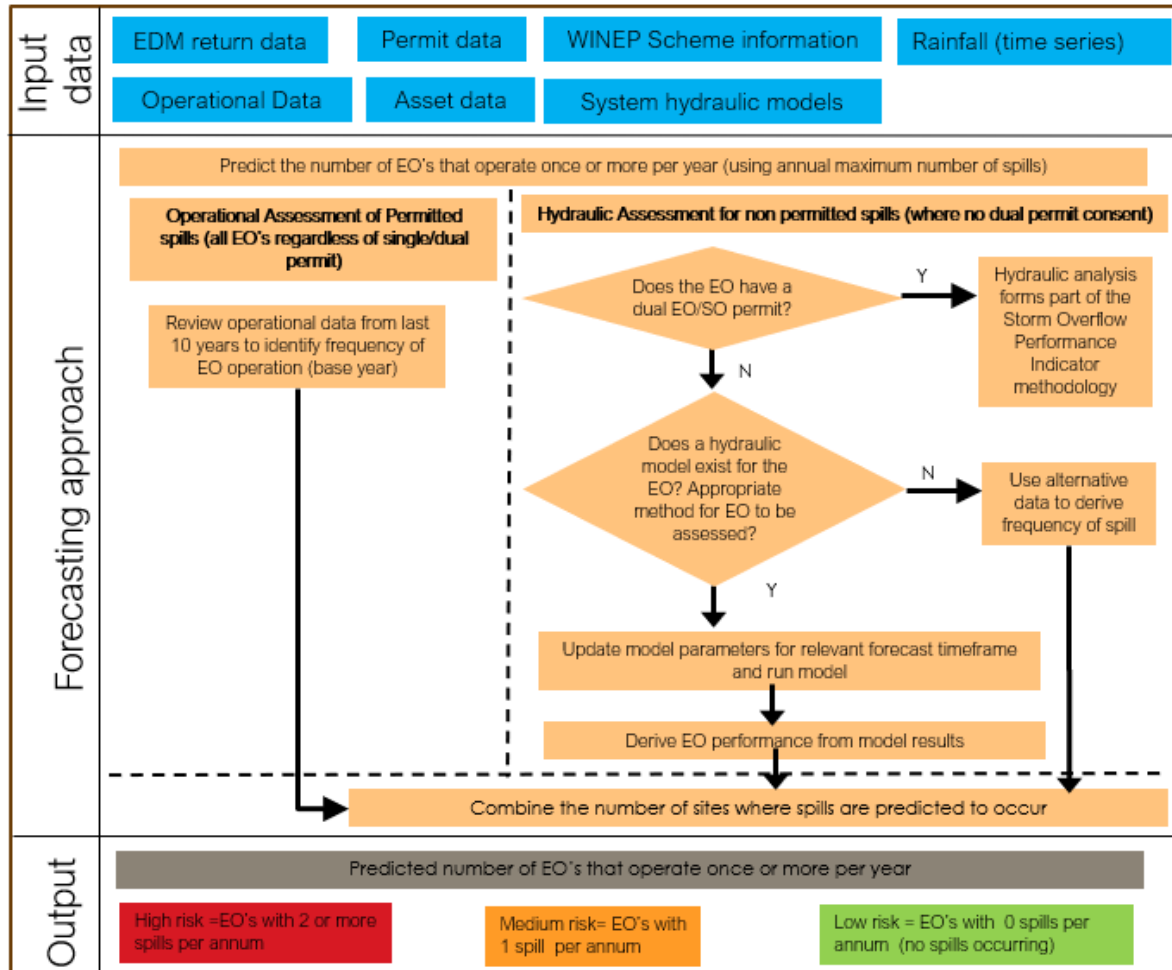 Input
data
EDM return data
Permit data
WINEP Scheme information
Rainfall (time series)
Operational Data
Asset data
System hydraulic models
Forecasting approach
Predict the number of EO's that operate once or more per year (using annual maximum number of spills)
Operational Assessment of Permitted
spills (all EO's regardless of single/dual
permit)
Review operational data from last
10 years to identify frequency of
EO operation (base year)
Hydraulic Assessment for non permitted spills (where no dual permit consent)
Does the EO have a
dual EO/SO permit?
Y
Hydraulic analysis
forms part of the
Storm Overflow
Performance
Indicator
methodology
N
Does a hydraulic
model exist for the
EO? Appropriate
method for EO to be
assessed?
N
Use alternative
data to derive
frequency of spill
Y
Update model parameters for relevant forecast timeframe
and run model
Derive EO performance from model results
Combine the number of sites where spills are predicted to occur
Output
Predicted number of EO's that operate once or more per year
High risk =EO's with 2 or more
spills per annum
Medium risk= EO's with
1 spill per annum
Low risk = EO's with 0 spills per
annum (no spills occurring)